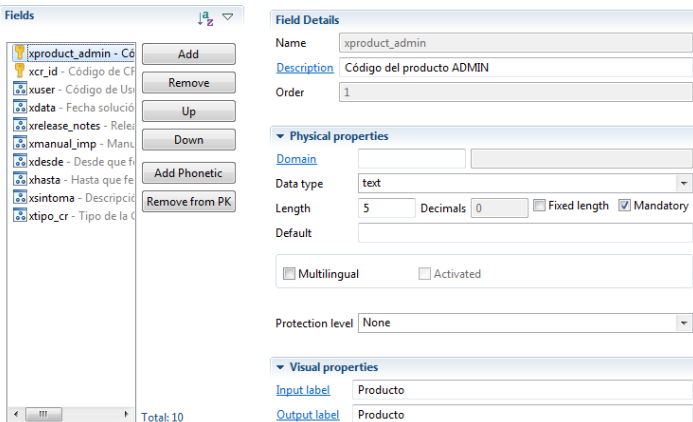 Fields
xproduct_admin - Có
xcr_id - Código de CR
xuser - Código de Usu
xdata - Fecha solució
xrelease_notes - Relea
xmanual_imp - Manu
xdesde - Desde que fe
xhasta - Hasta que fe
xsintoma - Descripció
xtipo_cr - Tipo de la C
Add
Remove
Up
Down
Add Phonetic
Remove from PK
Total: 10
Field Details
Name xproduct_admin
Description Código del producto ADMIN
Order 1
Physical properties
Domain
Data type text
Length 5 Decimals 0 Fixed length Mandatory
Default
Multilingual Activated
Protection level None
Visual properties
Input label Producto
Output label Producto